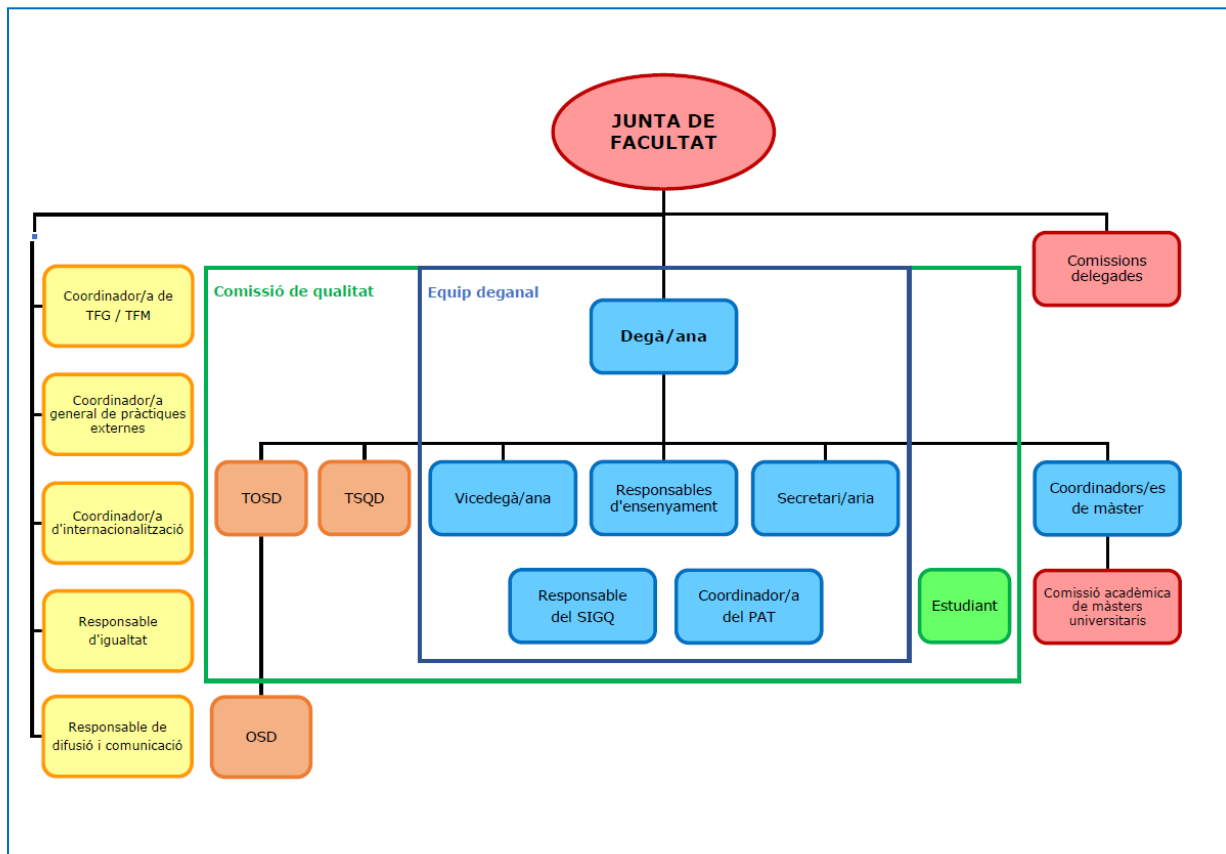 JUNTA DE
FACULTAT
Comissions
delegades
Coordinador/a de
TFG / TFM
Comissió de qualitat
Equip deganal
Degà/ana
Coordinador/a
general de pràctiques
externes
TOSD
TSQD
Vicedegà/ana
Responsables
d'ensenyament
Secretari/aria
Coordinadors/es
de màster
Coordinador/a
d'internacionalització
Responsable
del SIGQ
Coordinador/a
del PAT
Estudiant
Comissió acadèmica
de màsters
universitaris
Responsable
d'igualtat
Responsable de
difusió i comunicació
OSD